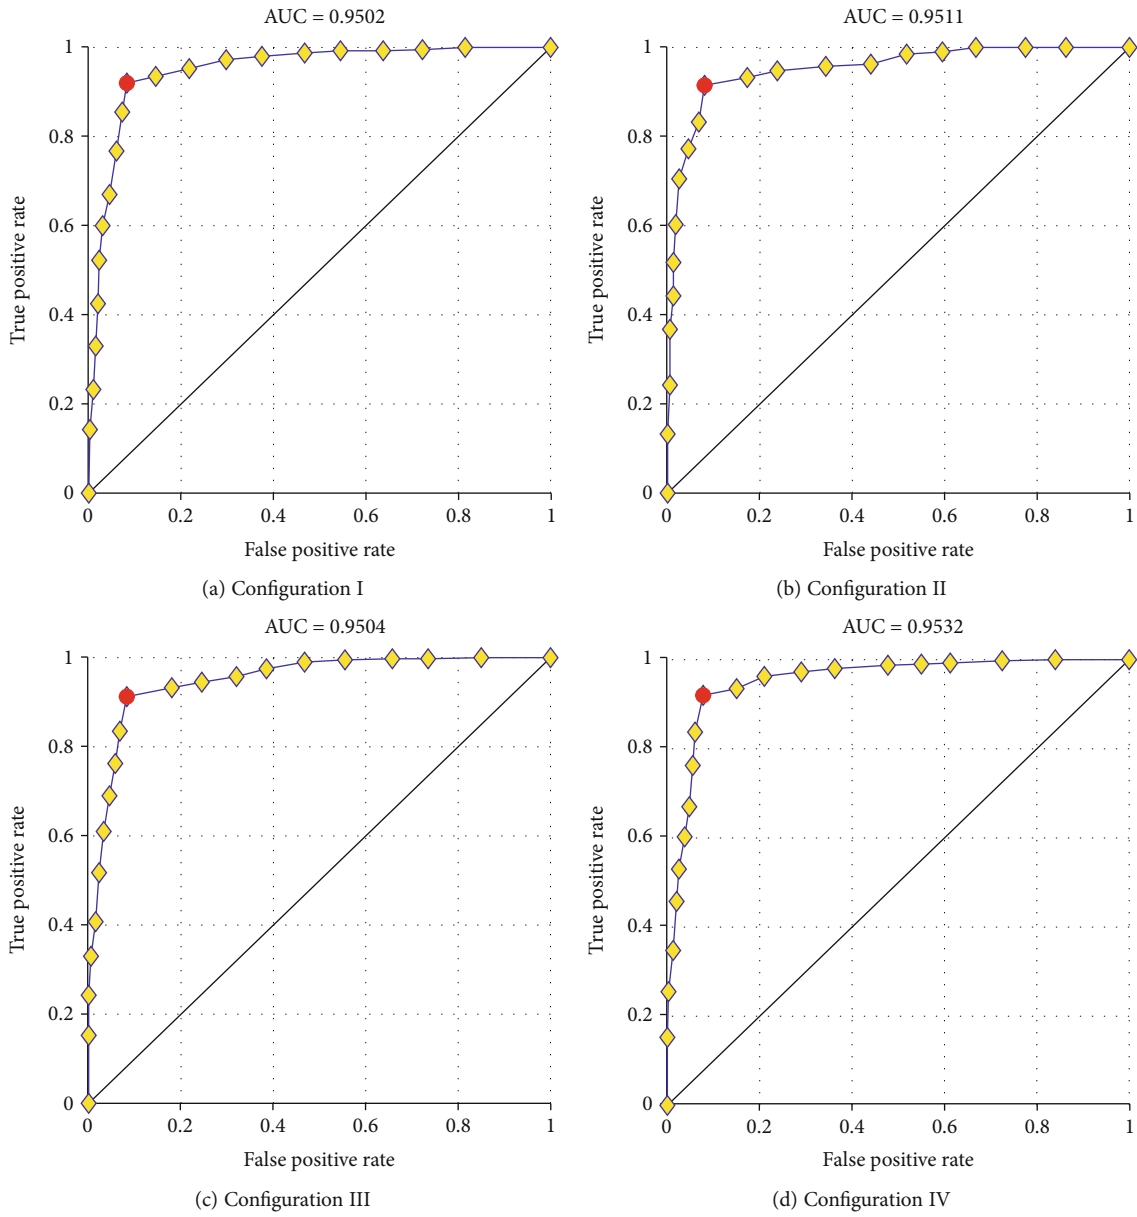 AUC = 0.9502
1
0.8
0.6
0.4
0.2
0
True positive rate
0 0.2 0.4 0.6 0.8 1
False positive rate
(a) Configuration I
AUC = 0.9511
1
0.8
0.6
0.4
0.2
0
True positive rate
0 0.2 0.4 0.6 0.8 1
False positive rate
(b) Configuration II
AUC = 0.9504
1
0.8
0.6
0.4
0.2
0
True positive rate
0 0.2 0.4 0.6 0.8 1
False positive rate
(c) Configuration III
AUC = 0.9532
1
0.8
0.6
0.4
0.2
0
True positive rate
0 0.2 0.4 0.6 0.8 1
False positive rate
(d) Configuration IV